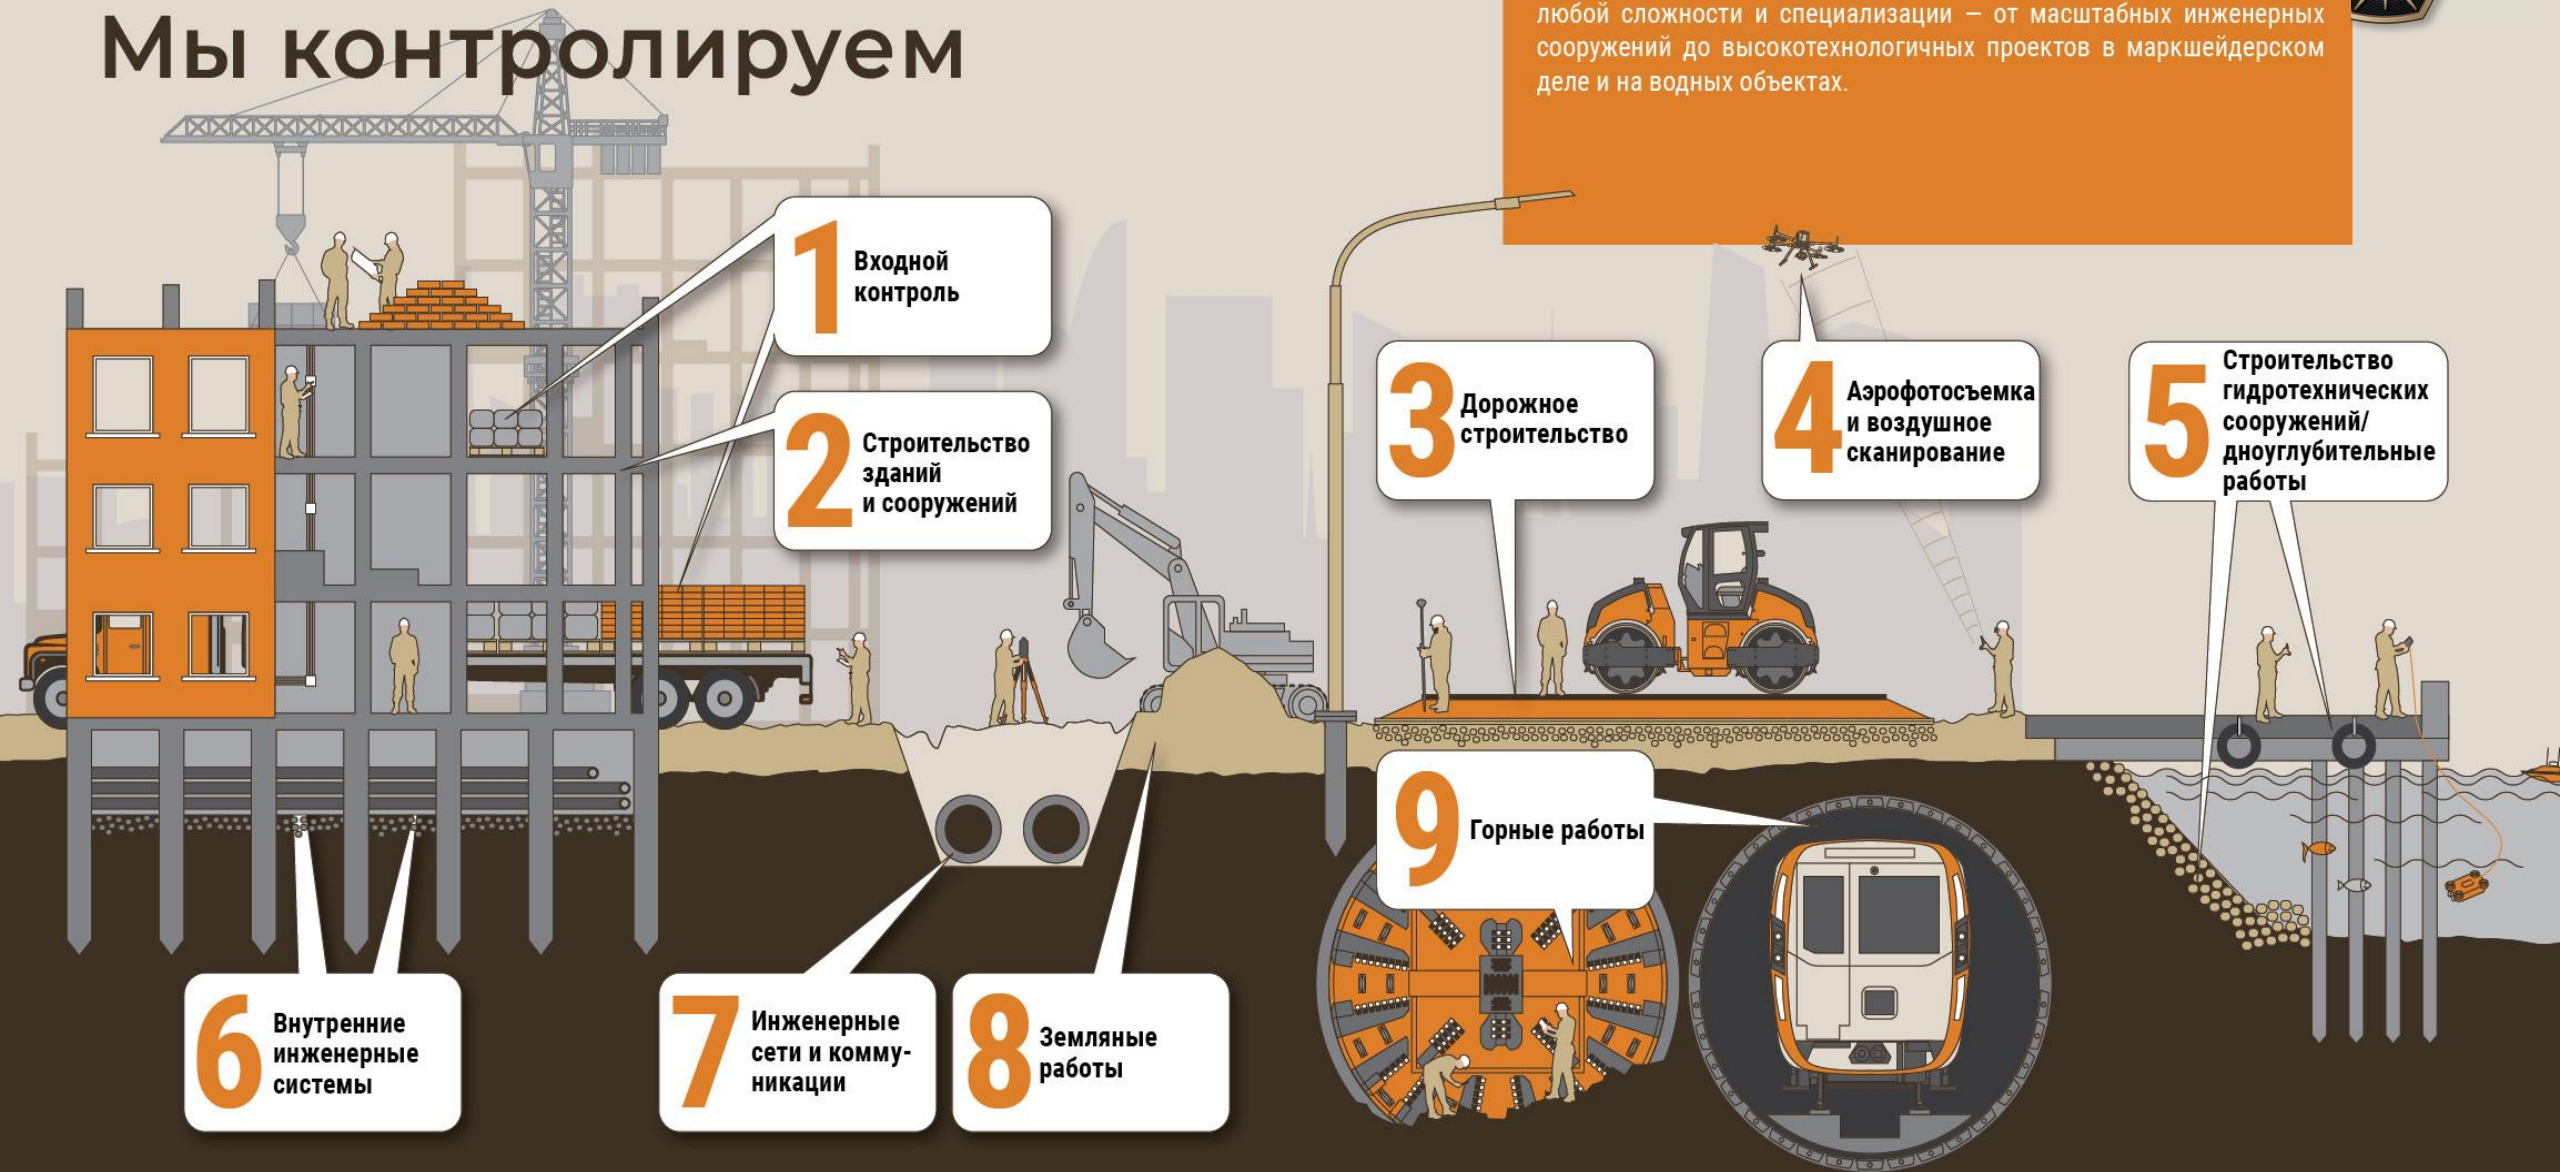 Мы контролируем
любой сложности и специализации – от масштабных инженерных
сооружений до высокотехнологичных проектов в маркшейдерском
деле и на водных объектах.
1
Входной
контроль
2
Строительство
зданий
и сооружений
3
Дорожное
строительство
4
Аэрофотосъемка
и воздушное
сканирование
5
Строительство
гидротехнических
сооружений/
дноуглубительные
работы
6
Внутренние
инженерные
системы
7
Инженерные
сети и комму-
никации
8
Земляные
работы
9
Горные работы